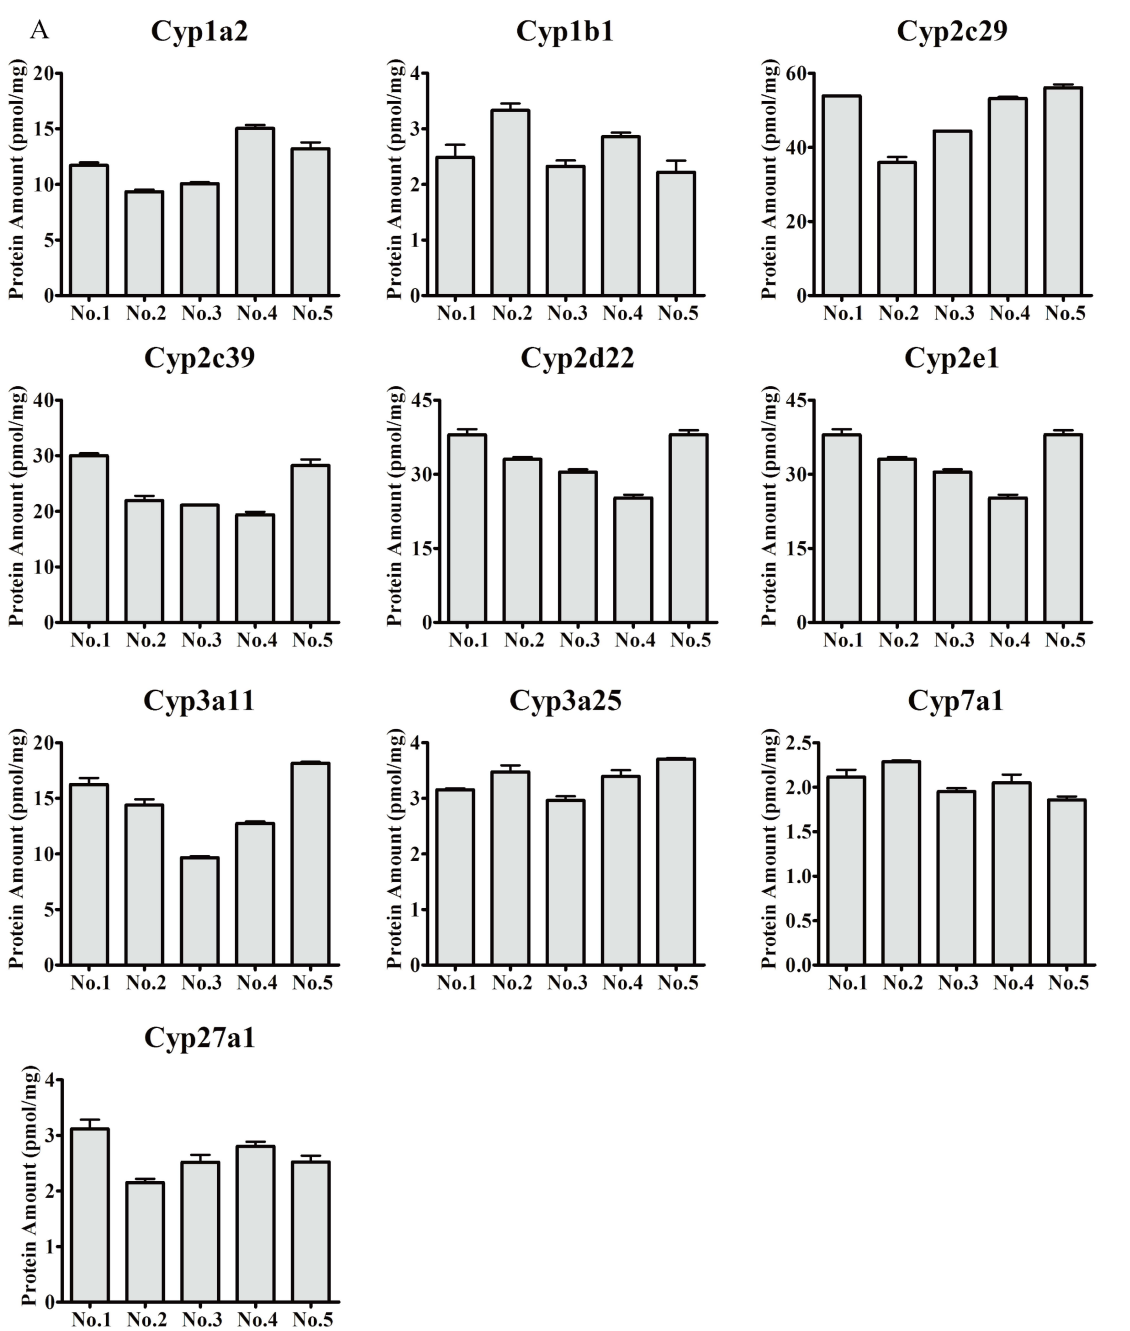 A
Cyp1a2
Cyp1b1
Cyp2c29
Protein Amount (pmol/mg)
20
15
10
5
0
No.1 No.2 No.3 No.4 No.5
Protein Amount (pmol/mg)
4
3
2
1
0
No.1 No.2 No.3 No.4 No.5
Protein Amount (pmol/mg)
60
40
20
0
No.1 No.2 No.3 No.4 No.5
Cyp2c39
Cyp2d22
Cyp2e1
Protein Amount (pmol/mg)
40
30
20
10
0
No.1 No.2 No.3 No.4 No.5
Protein Amount (pmol/mg)
45
30
15
0
No.1 No.2 No.3 No.4 No.5
Protein Amount (pmol/mg)
45
30
15
0
No.1 No.2 No.3 No.4 No.5
Cyp3a11
Cyp3a25
Cyp7a1
Protein Amount (pmol/mg)
20
15
10
5
0
No.1 No.2 No.3 No.4 No.5
Protein Amount (pmol/mg)
4
3
2
1
0
No.1 No.2 No.3 No.4 No.5
Protein Amount (pmol/mg)
2.5
2.0
1.5
1.0
0.5
0.0
No.1 No.2 No.3 No.4 No.5
Cyp27a1
Protein Amount (pmol/mg)
4
3
2
1
0
No.1 No.2 No.3 No.4 No.5